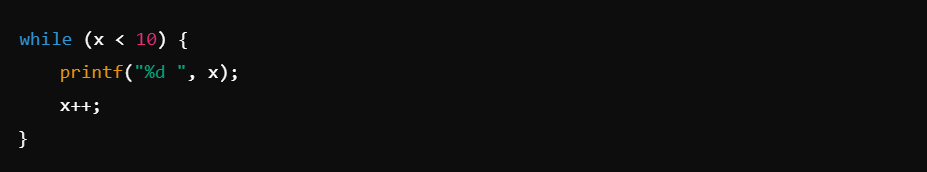 while (x < 10) {
    printf("%d ", x);
    x++;
}